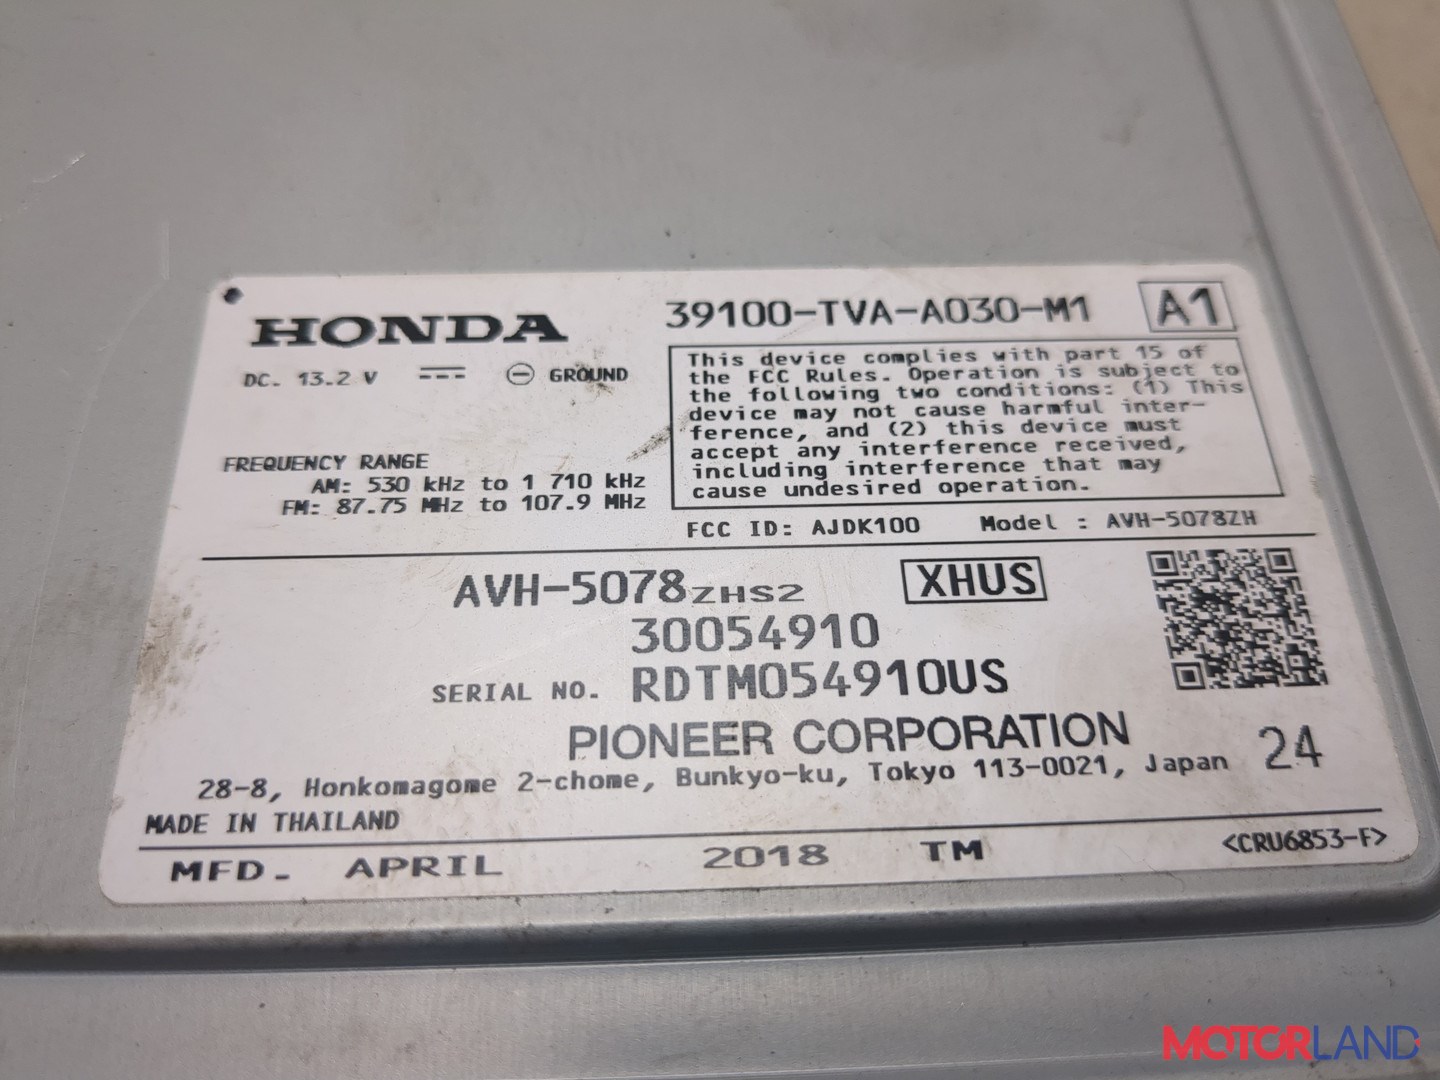 HONDA
39100-TVA-A030-M1
A1
DC. 13.2 V
GROUND
FREQUENCY RANGE
AM: 530 kHz to 1 710 kHz
FM: 87.75 MHz to 107.9 MHz
This device complies with part 15 of
the FCC Rules. Operation is subject to
the following two conditions: (1) This
device may not cause harmful inter-
ference, and (2) this device must
accept any interference received,
including interference that may
cause undesired operation.
FCC ID: AJDK100 Model : AVH-5078ZH
AVH-5078ZHS2
XHUS
30054910
SERIAL NO. RDTM054910US
PIONEER CORPORATION
28-8, Honkomagome 2-chome, Bunkyo-ku, Tokyo 113-0021, Japan
24
MADE IN THAILAND
MFD. APRIL 2018 TM
<CRU6853-F>
MOTORLAND